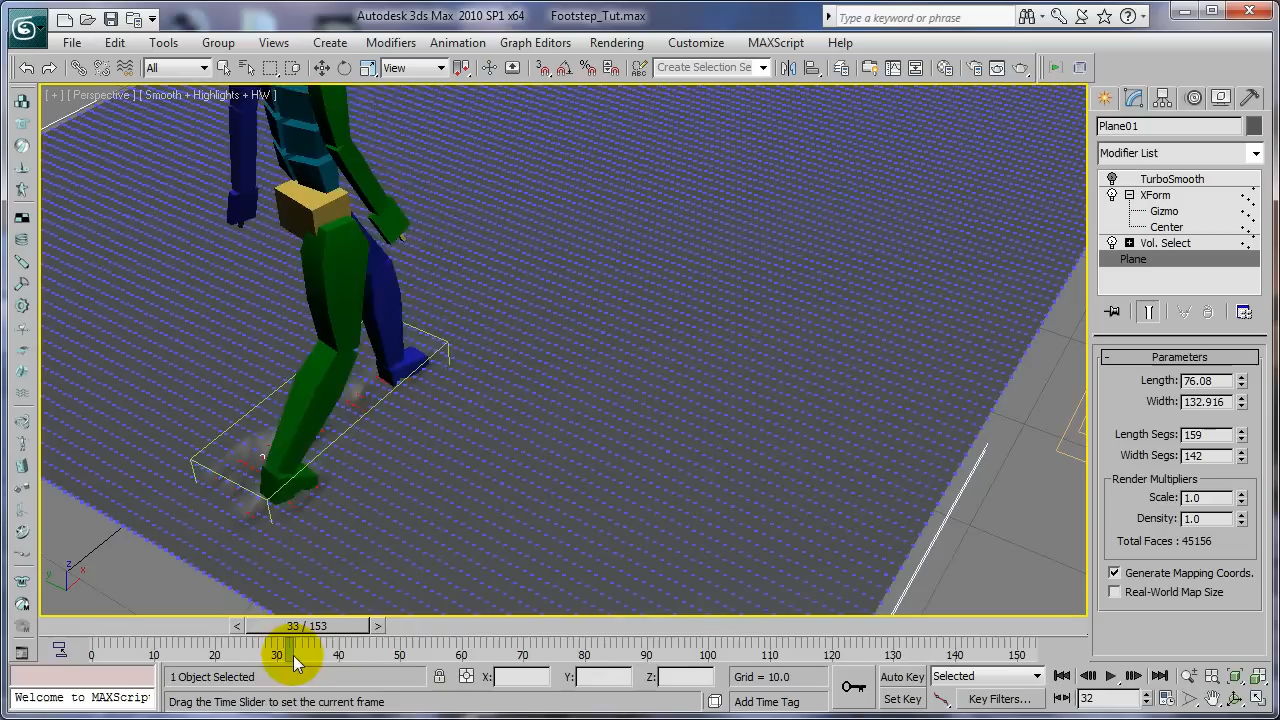 Autodesk 3ds Max 2010 SP1 x64 Footstep_Tut.max
Type a keyword or phrase
File Edit Tools Group Views Create Modifiers Animation Graph Editors Rendering Customize MAXScript Help
All View Create Selection Se
[ + ] [ Perspective ] [ Smooth + Highlights + HW ]
Plane01
Modifier List
TurboSmooth
XForm
Gizmo
Center
Vol. Select
Plane
Parameters
Length: 76.08
Width: 132.916
Length Segs: 159
Width Segs: 142
Render Multipliers
Scale: 1.0
Density: 1.0
Total Faces : 45156
Generate Mapping Coords.
Real-World Map Size
< 33 / 153 >
0 10 20 30 40 50 60 70 80 90 100 110 120 130 140 150
1 Object Selected X: Y: Z: Grid = 10.0 Auto Key Selected
Welcome to MAXScrip Drag the Time Slider to set the current frame Add Time Tag Set Key Key Filters... 32
z
x
y